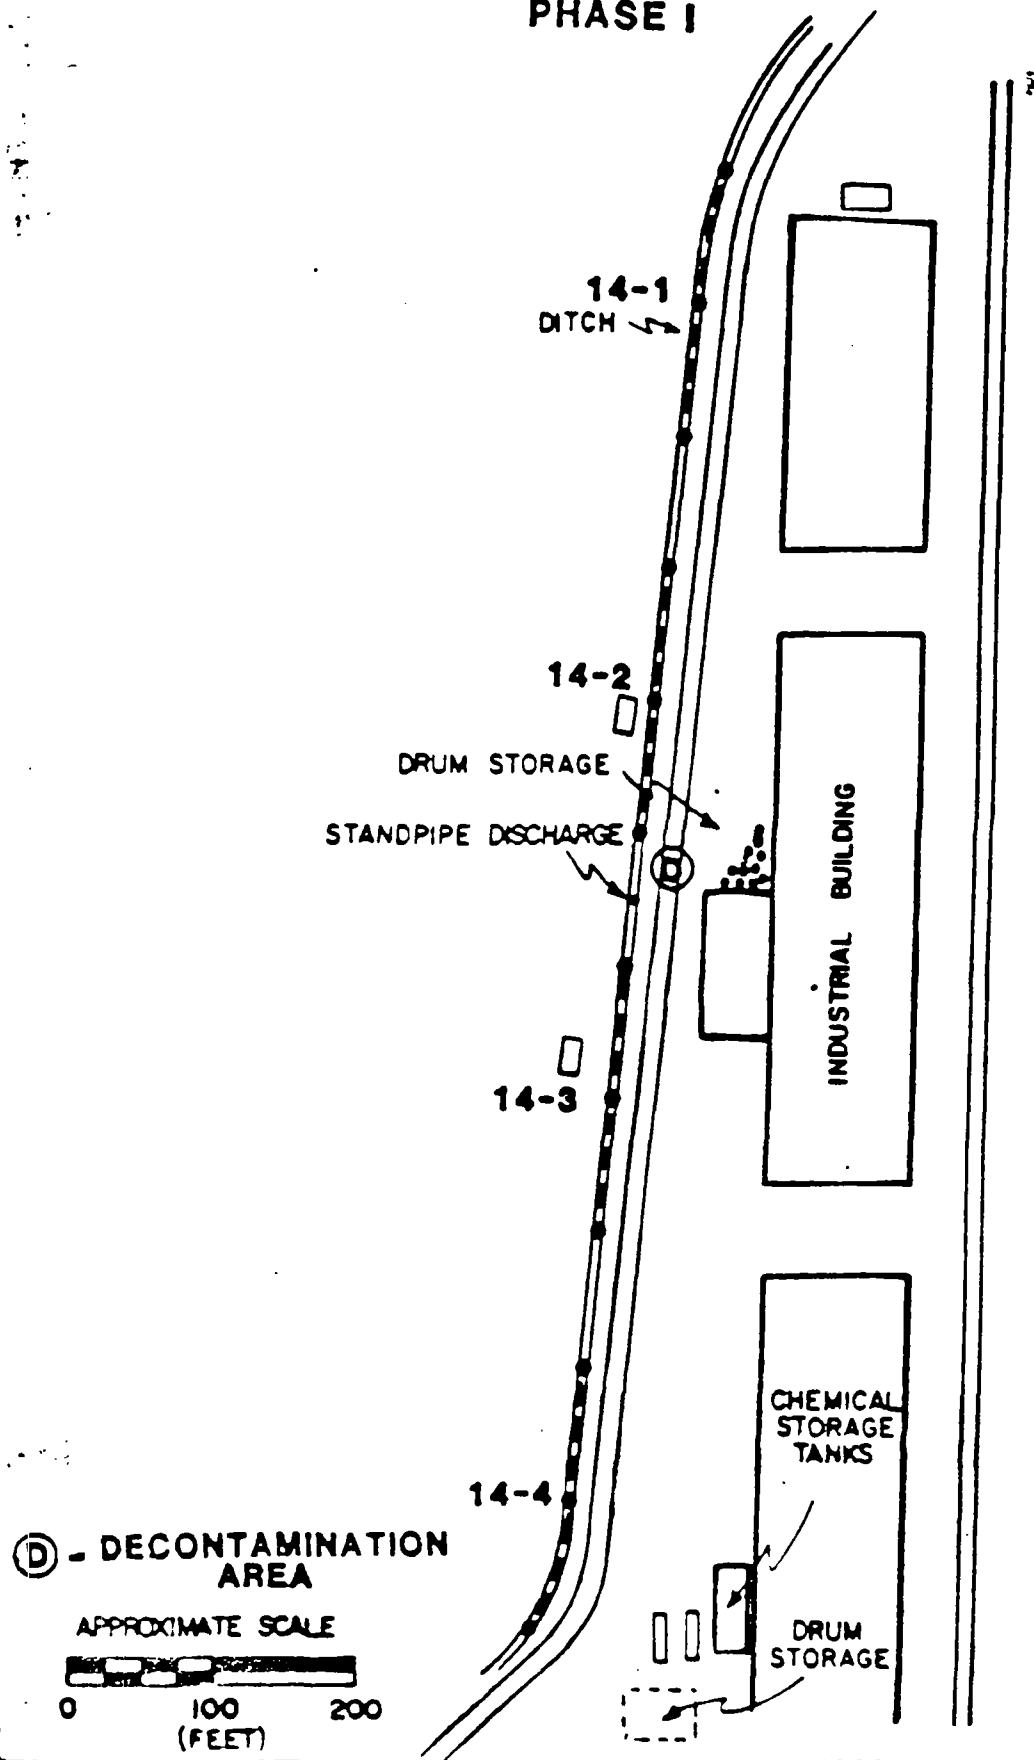 PHASE I
14-1
DITCH
14-2
DRUM STORAGE
STANDPIPE DISCHARGE
D
INDUSTRIAL BUILDING
14-3
CHEMICAL
STORAGE
TANKS
14-4
D - DECONTAMINATION
AREA
APPROXIMATE SCALE
DRUM
STORAGE
0 100 200
(FEET)